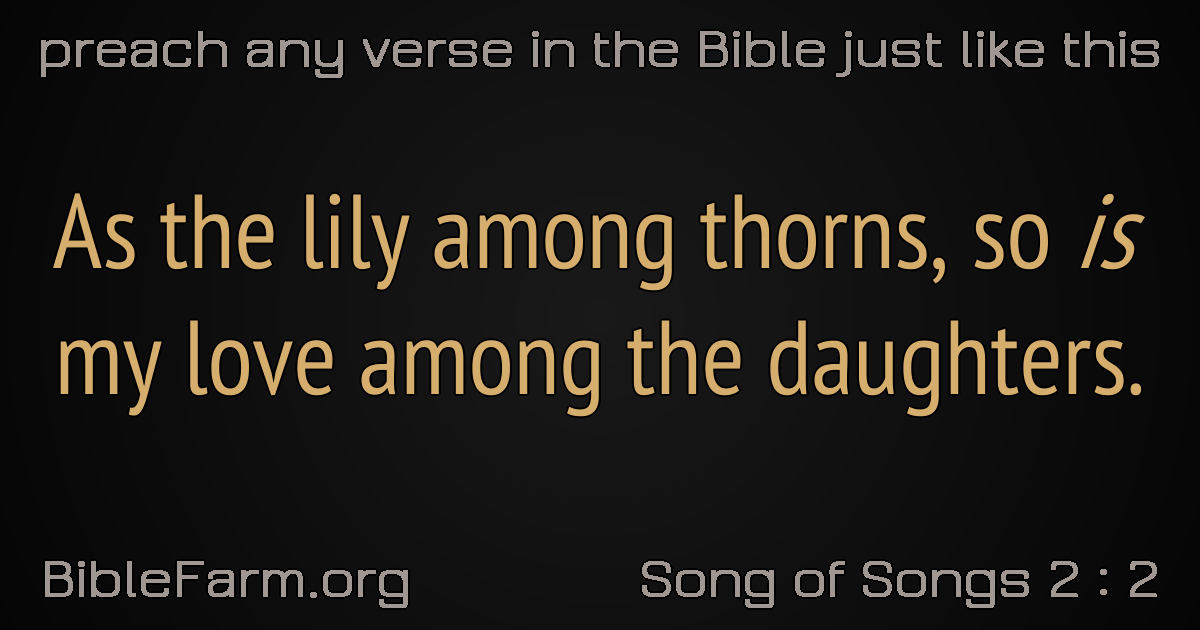 preach any verse in the Bible just like this
As the lily among thorns, so is
my love among the daughters.
BibleFarm.org
Song of Songs 2 : 2